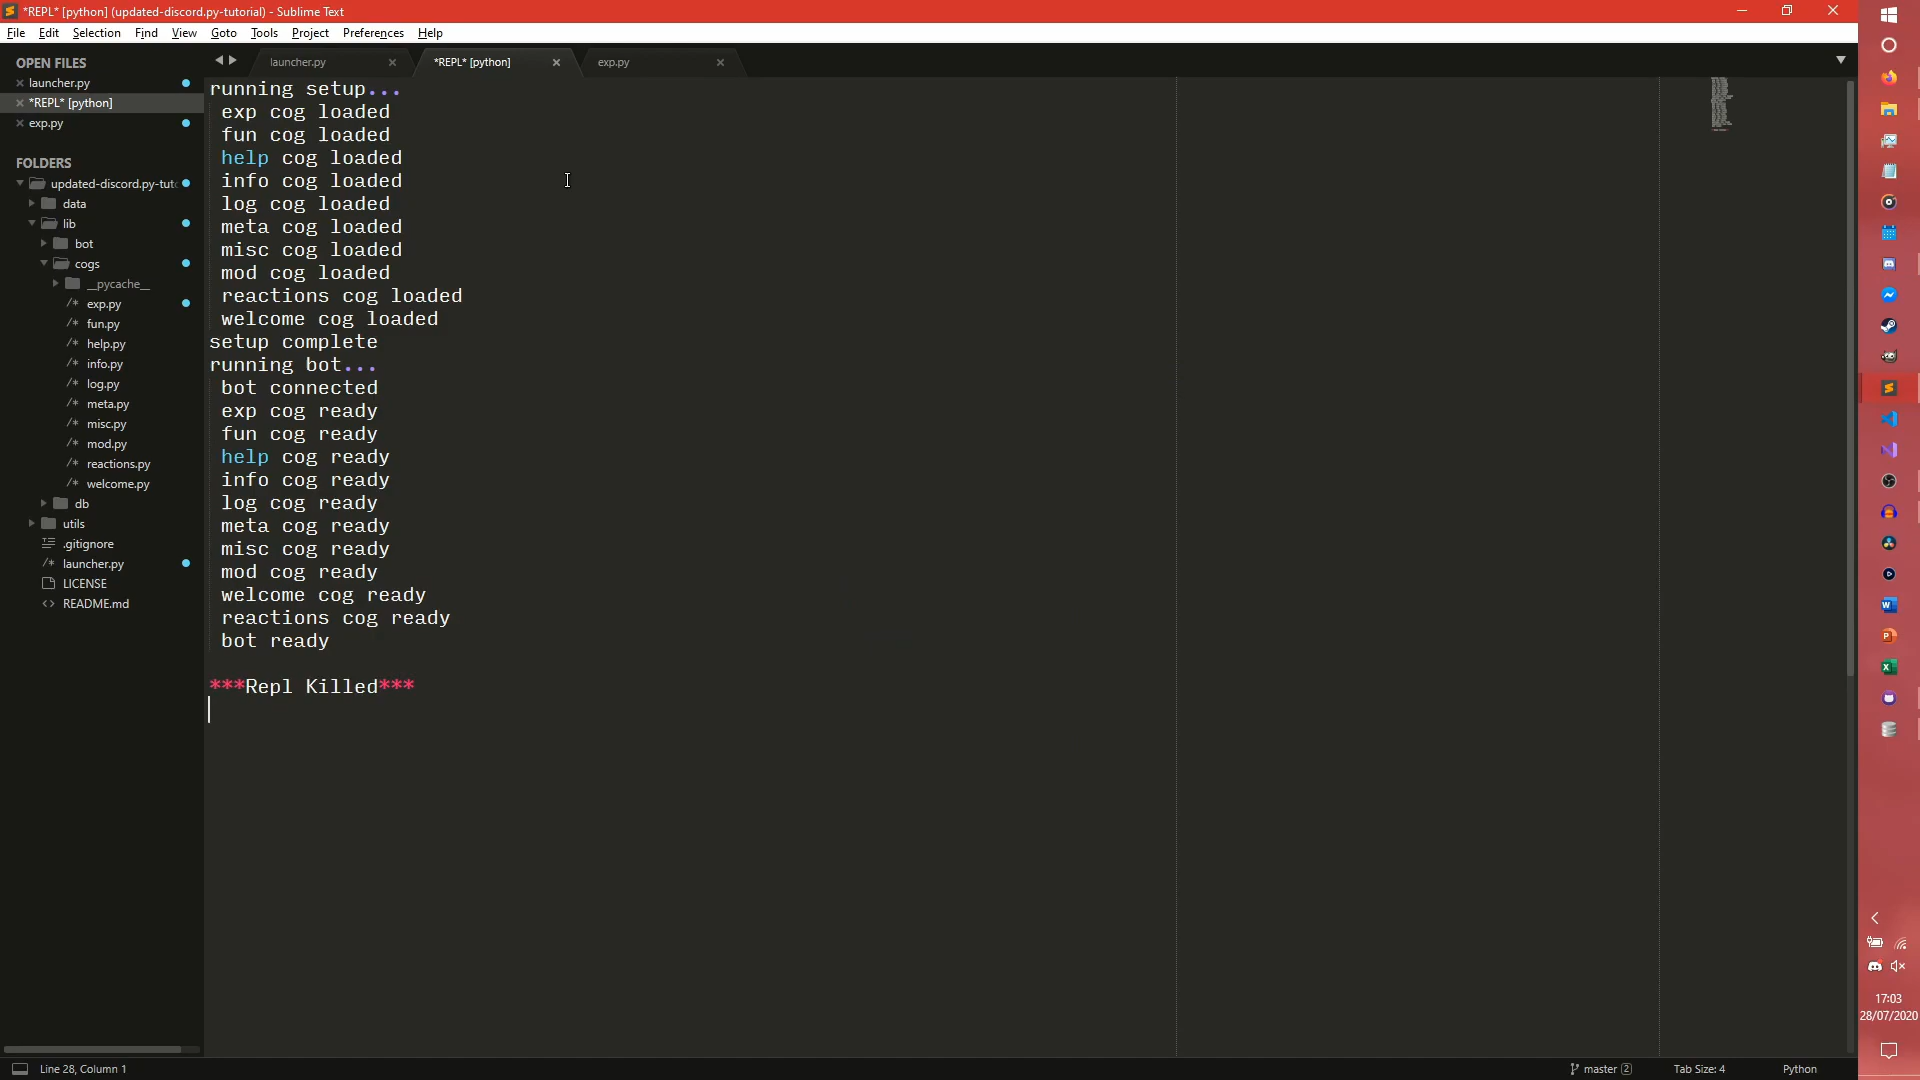 *REPL* [python] (updated-discord.py-tutorial) - Sublime Text
File Edit Selection Find View Goto Tools Project Preferences Help
OPEN FILES
launcher.py
*REPL* [python]
exp.py
FOLDERS
updated-discord.py-tuto
data
lib
bot
cogs
__pycache__
/* exp.py
/* fun.py
/* help.py
/* info.py
/* log.py
/* meta.py
/* misc.py
/* mod.py
/* reactions.py
/* welcome.py
db
utils
.gitignore
/* launcher.py
LICENSE
<> README.md
launcher.py
*REPL* [python]
exp.py
running setup...
exp cog loaded
fun cog loaded
help cog loaded
info cog loaded
log cog loaded
meta cog loaded
misc cog loaded
mod cog loaded
reactions cog loaded
welcome cog loaded
setup complete
running bot...
bot connected
exp cog ready
fun cog ready
help cog ready
info cog ready
log cog ready
meta cog ready
misc cog ready
mod cog ready
welcome cog ready
reactions cog ready
bot ready
***Repl Killed***
Line 28, Column 1
master 2
Tab Size: 4
Python
17:03
28/07/2020